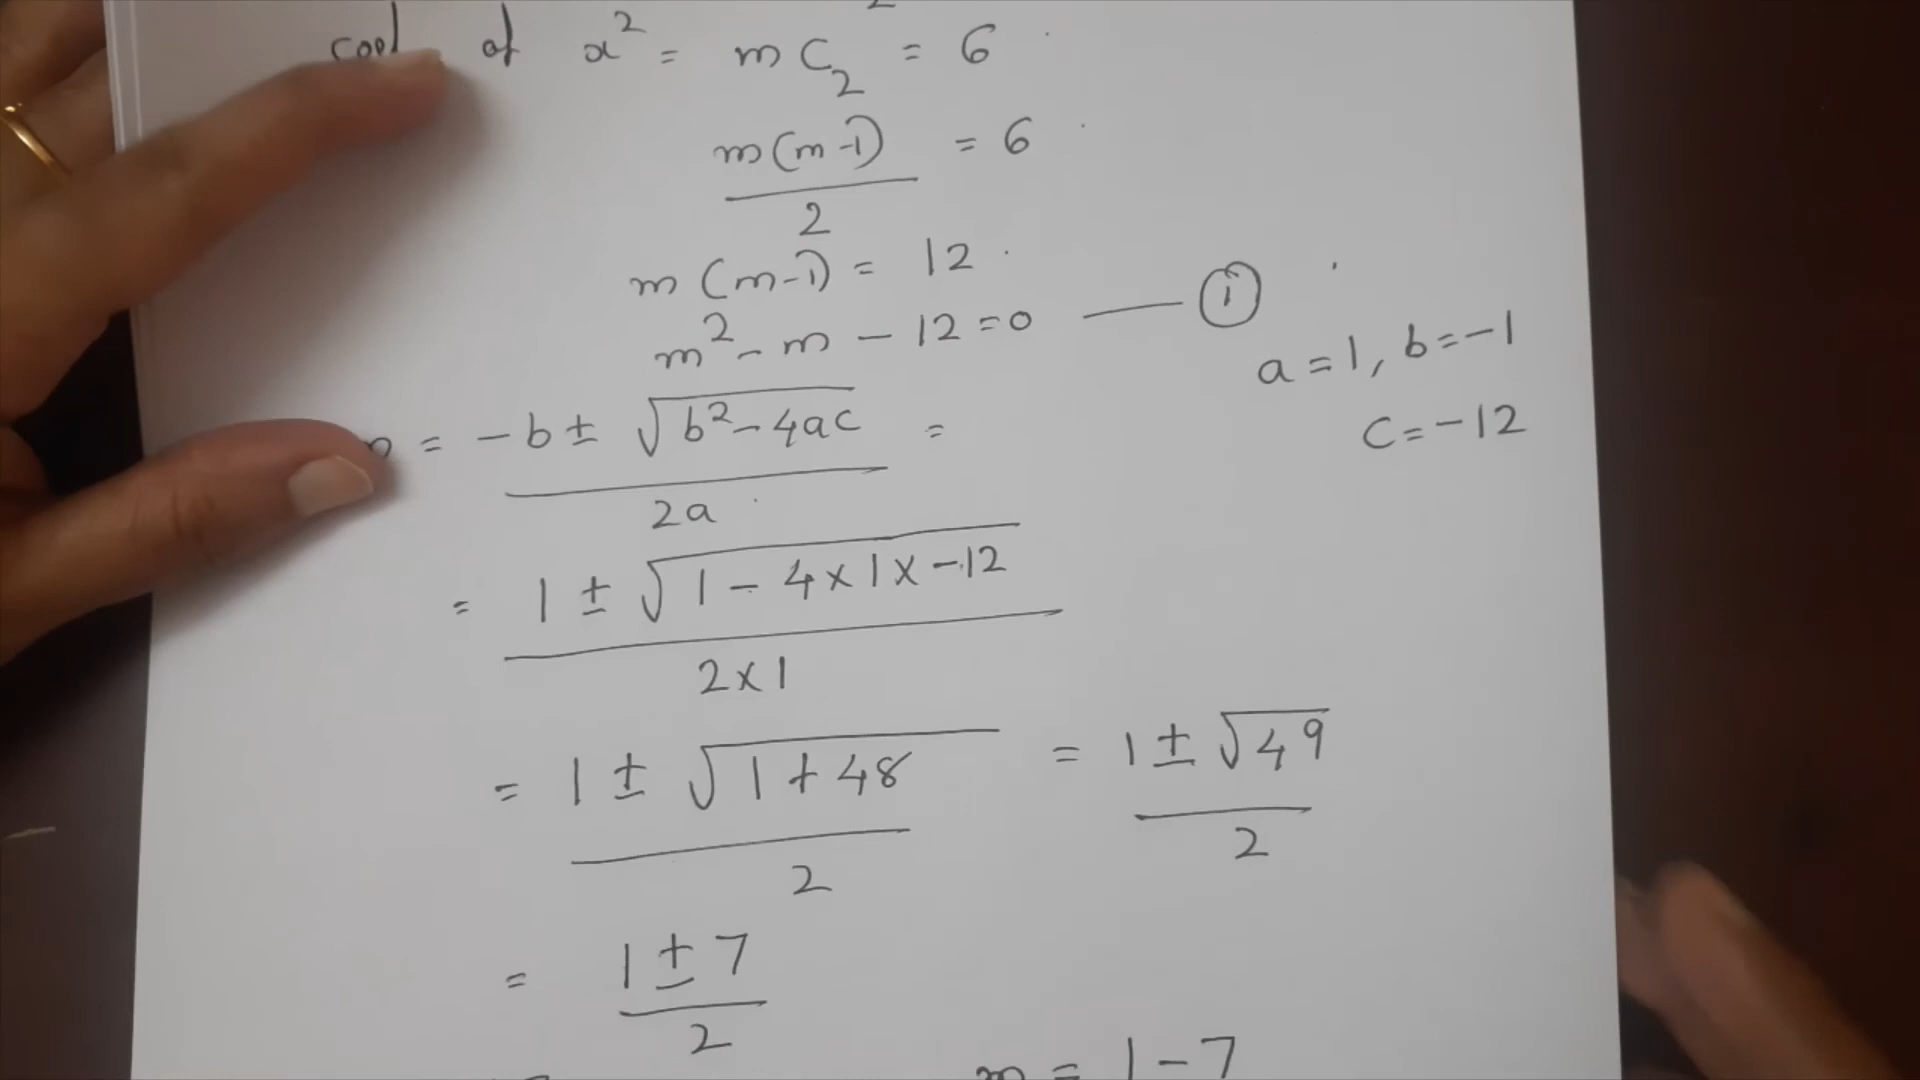 of x² = mC₂ = 6
m(m-1)/2 = 6
m(m-1) = 12
m² - m - 12 = 0 —— ①
a = 1, b = -1
c = -12
= -b ± √(b² - 4ac) / 2a =
= 1 ± √(1 - 4 × 1 × -12) / 2 × 1
= 1 ± √(1 + 48) / 2 = 1 ± √49 / 2
= 1 ± 7 / 2
m = 1 - 7